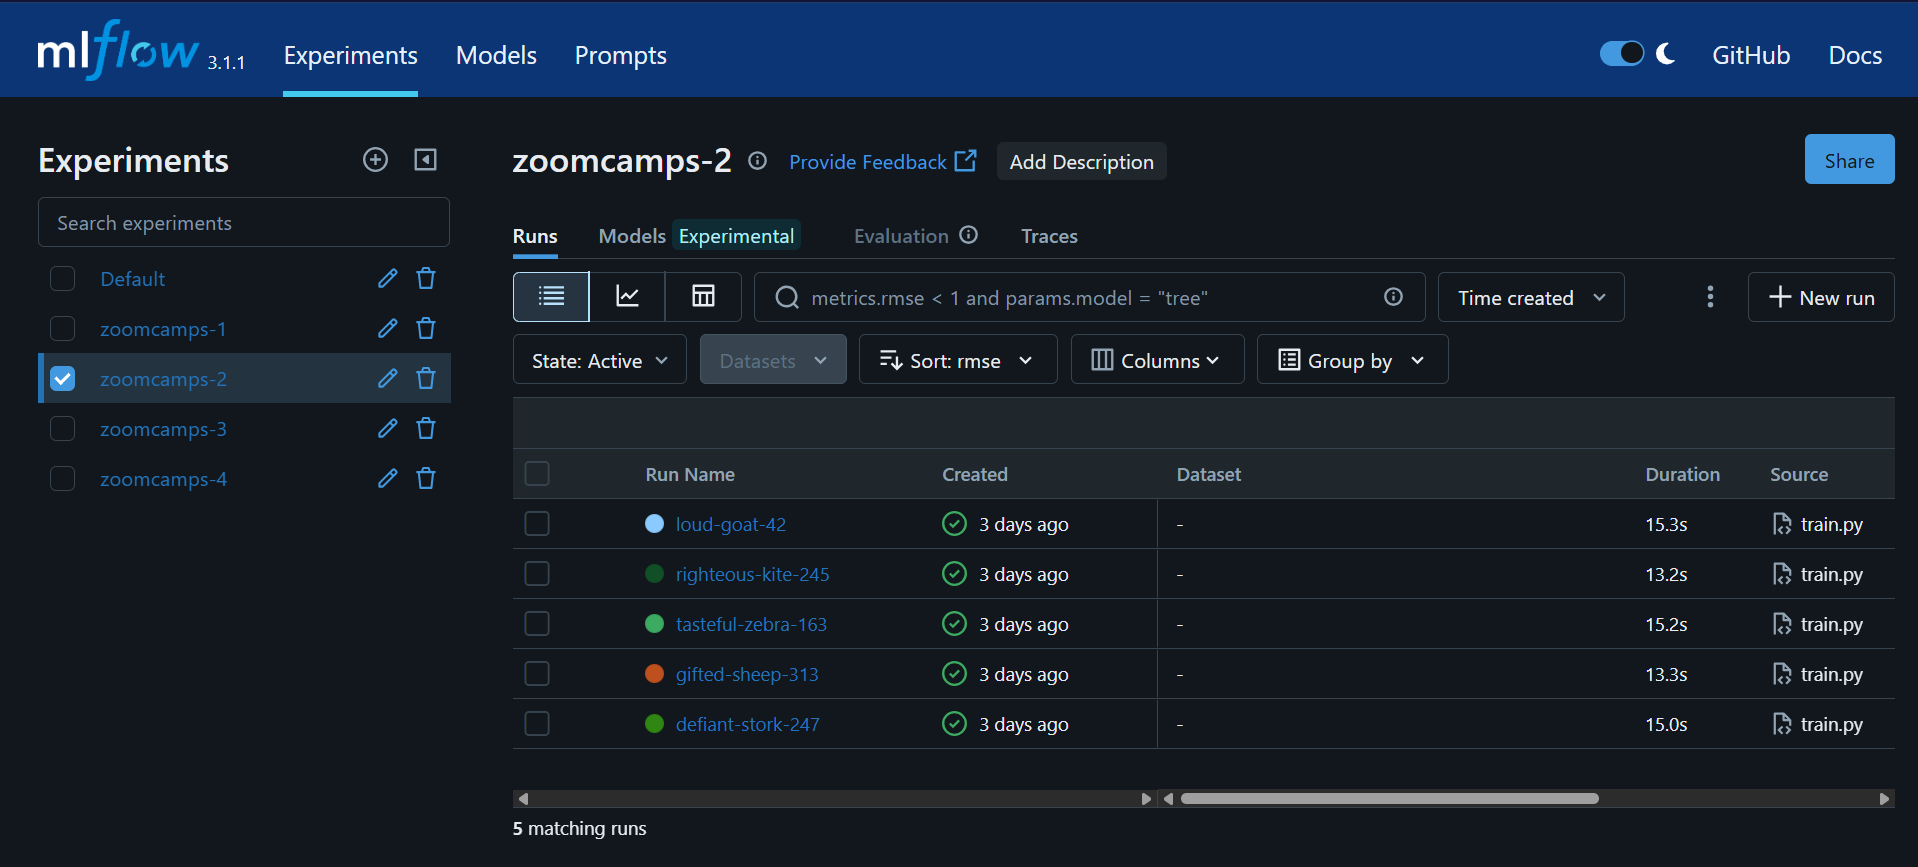 mlflow 3.1.1 Experiments Models Prompts GitHub Docs
Experiments
Search experiments
Default
zoomcamps-1
zoomcamps-2
zoomcamps-3
zoomcamps-4
zoomcamps-2 Provide Feedback Add Description Share
Runs Models Experimental Evaluation Traces
metrics.rmse < 1 and params.model = "tree" Time created New run
State: Active Datasets Sort: rmse Columns Group by
Run Name Created Dataset Duration Source
loud-goat-42 3 days ago - 15.3s train.py
righteous-kite-245 3 days ago - 13.2s train.py
tasteful-zebra-163 3 days ago - 15.2s train.py
gifted-sheep-313 3 days ago - 13.3s train.py
defiant-stork-247 3 days ago - 15.0s train.py
5 matching runs